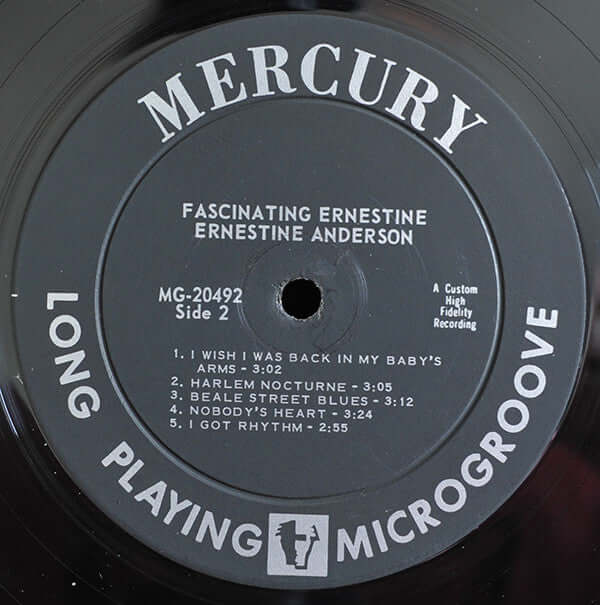 MERCURY
FASCINATING ERNESTINE
ERNESTINE ANDERSON
MG-20492
Side 2
A Custom
High
Fidelity
Recording
1. I WISH I WAS BACK IN MY BABY'S
ARMS - 3:02
2. HARLEM NOCTURNE - 3:05
3. BEALE STREET BLUES - 3:12
4. NOBODY'S HEART - 3:24
5. I GOT RHYTHM - 2:55
LONG PLAYING MICROGROOVE